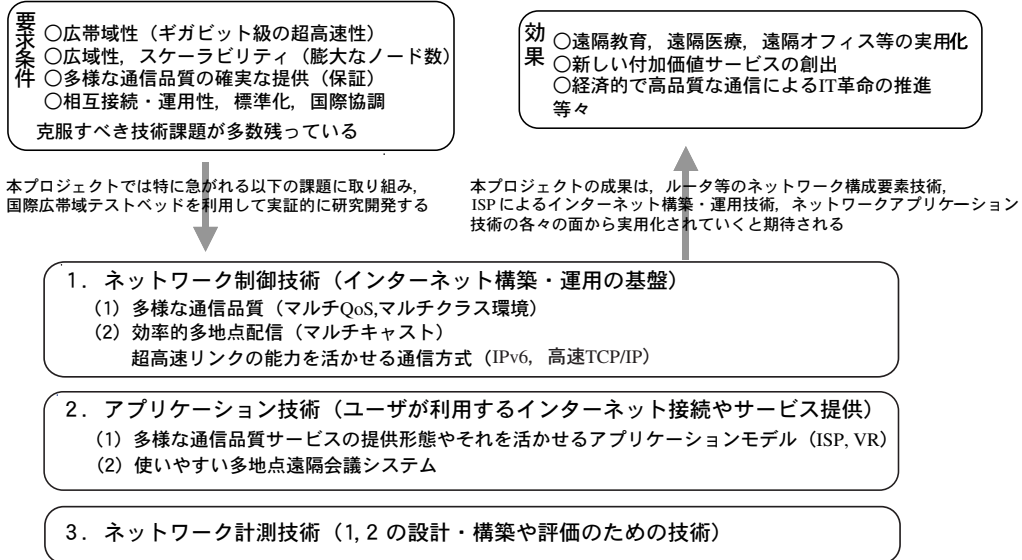 要求条件
○広帯域性（ギガビット級の超高速性）
○広域性，スケーラビリティ（膨大なノード数）
○多様な通信品質の確実な提供（保証）
○相互接続・運用性，標準化，国際協調
克服すべき技術課題が多数残っている
効果
○遠隔教育，遠隔医療，遠隔オフィス等の実用化
○新しい付加価値サービスの創出
○経済的で高品質な通信によるIT革命の推進
等々
本プロジェクトでは特に急がれる以下の課題に取り組み，
国際広帯域テストベッドを利用して実証的に研究開発する
本プロジェクトの成果は，ルータ等のネットワーク構成要素技術，
ISPによるインターネット構築・運用技術，ネットワークアプリケーション
技術の各々の面から実用化されていくと期待される
1．ネットワーク制御技術（インターネット構築・運用の基盤）
（1）多様な通信品質（マルチQoS,マルチクラス環境）
（2）効率的多地点配信（マルチキャスト）
超高速リンクの能力を活かせる通信方式（IPv6，高速TCP/IP）
2．アプリケーション技術（ユーザが利用するインターネット接続やサービス提供）
（1）多様な通信品質サービスの提供形態やそれを活かせるアプリケーションモデル（ISP, VR）
（2）使いやすい多地点遠隔会議システム
3．ネットワーク計測技術（1, 2 の設計・構築や評価のための技術）